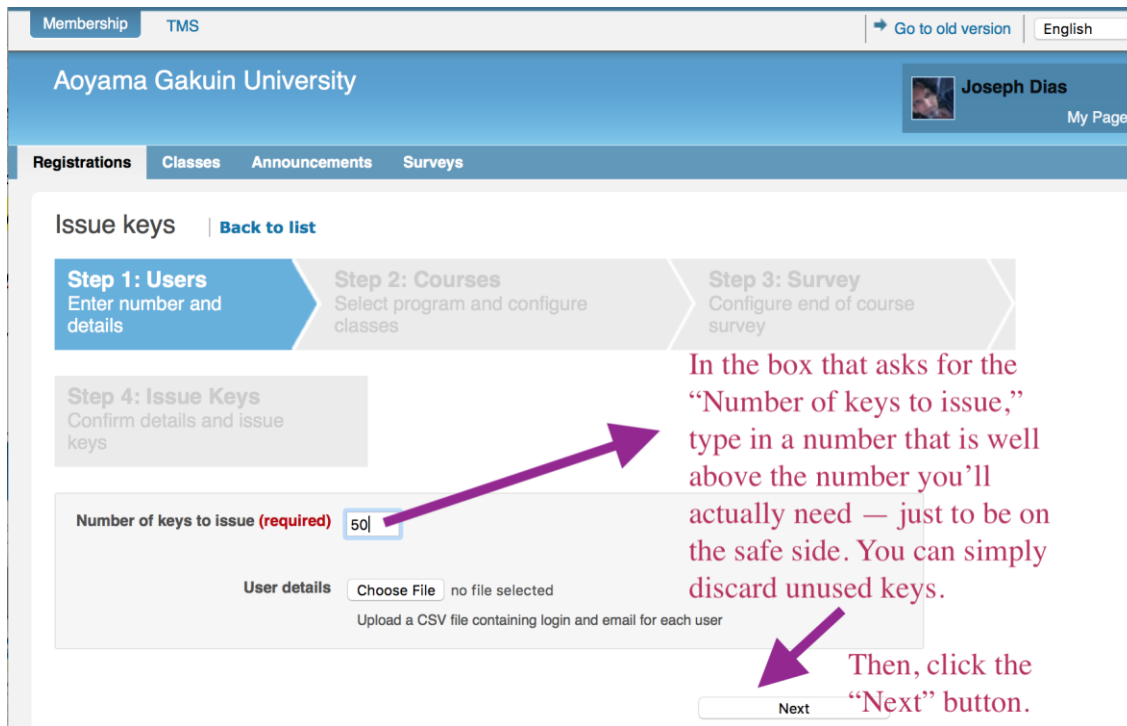 Membership TMS Go to old version English
Aoyama Gakuin University
Joseph Dias
My Page
Registrations Classes Announcements Surveys
Issue keys Back to list
Step 1: Users
Enter number and
details
Step 2: Courses
Select program and configure
classes
Step 3: Survey
Configure end of course
survey
Step 4: Issue Keys
Confirm details and issue
keys
In the box that asks for the
“Number of keys to issue,”
type in a number that is well
above the number you’ll
actually need — just to be on
the safe side. You can simply
discard unused keys.
Number of keys to issue (required) 50
User details Choose File no file selected
Upload a CSV file containing login and email for each user
Then, click the
“Next” button.
Next